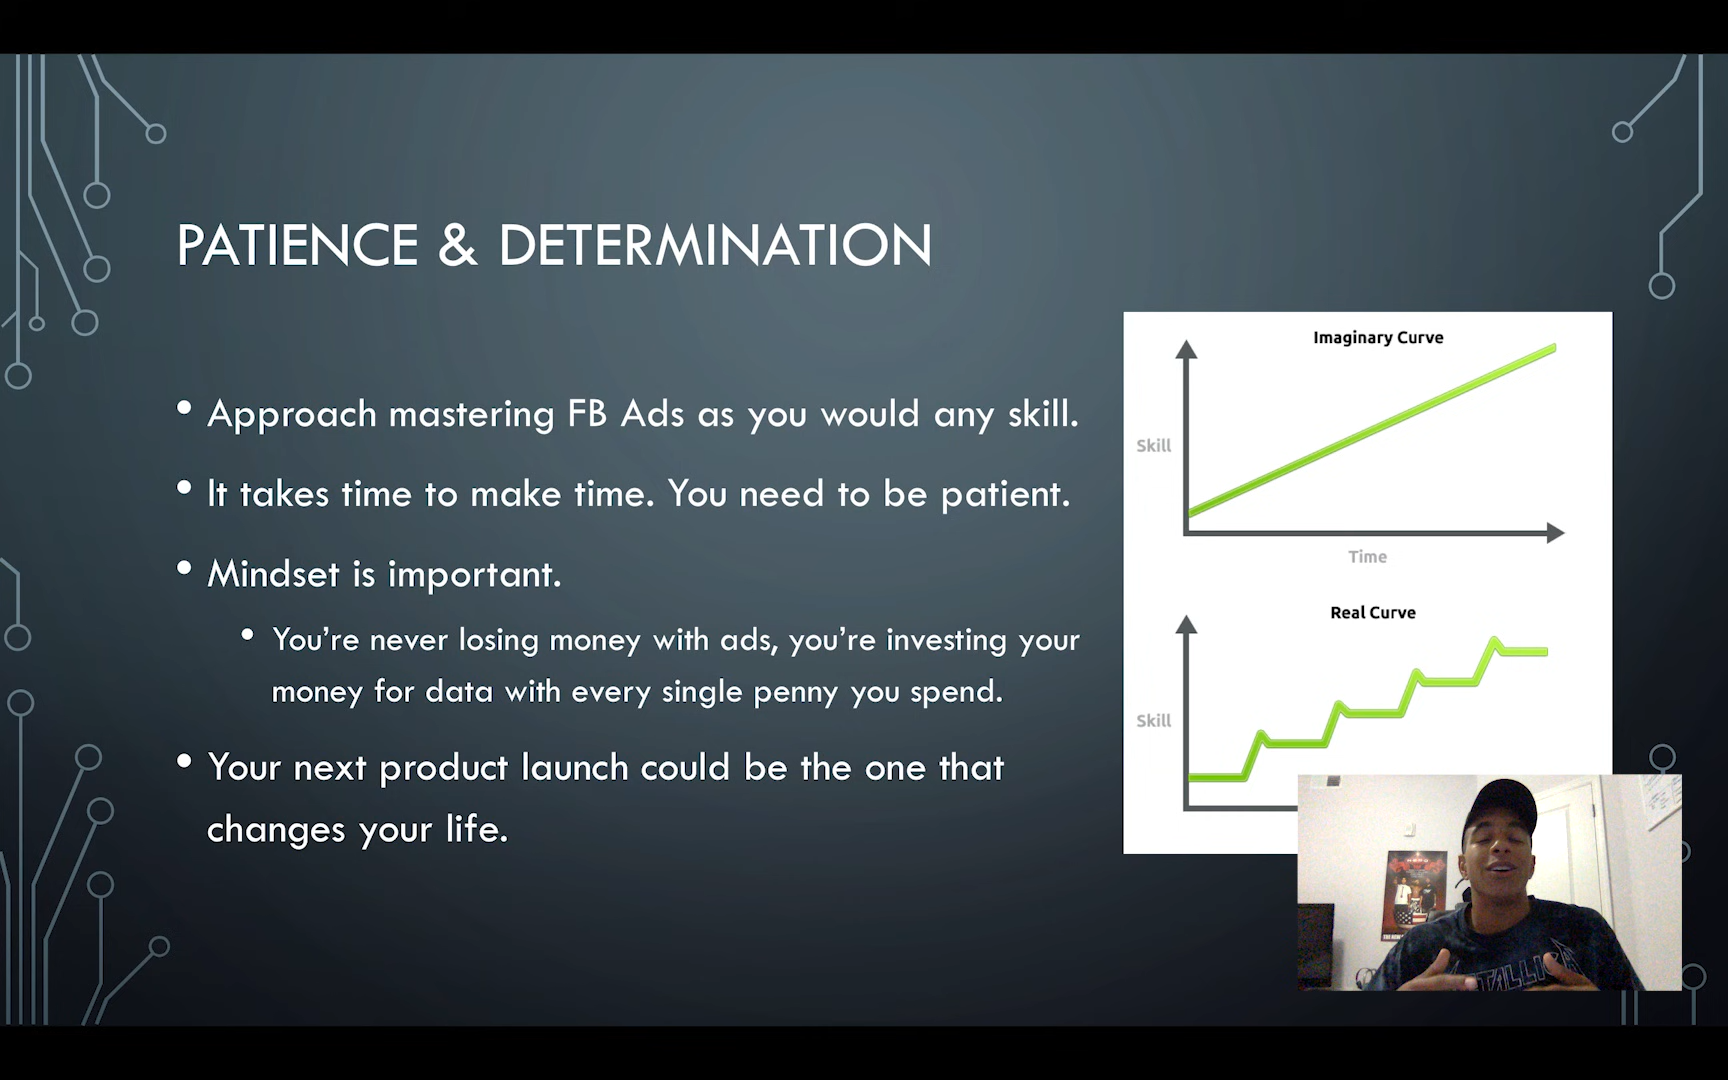 PATIENCE & DETERMINATION
• Approach mastering FB Ads as you would any skill.
• It takes time to make time. You need to be patient.
• Mindset is important.
• You’re never losing money with ads, you’re investing your
money for data with every single penny you spend.
• Your next product launch could be the one that
changes your life.
Imaginary Curve
Skill
Time
Real Curve
Skill
METALLICA